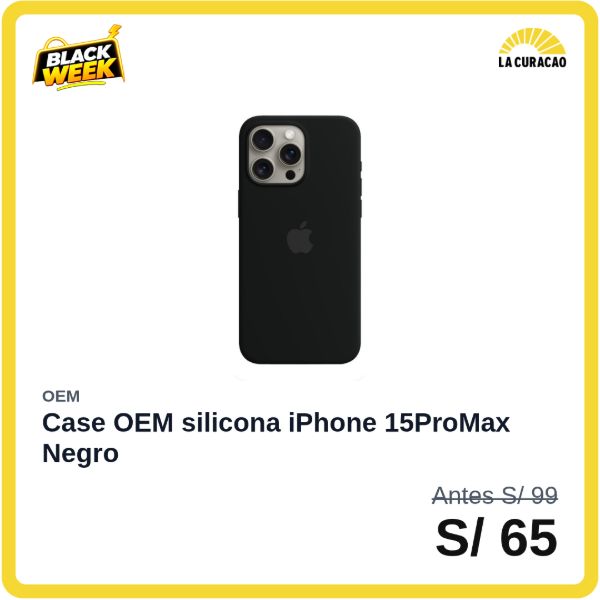 BLACK
WEEK
LA CURACAO
OEM
Case OEM silicona iPhone 15ProMax
Negro
Antes S/ 99
S/ 65